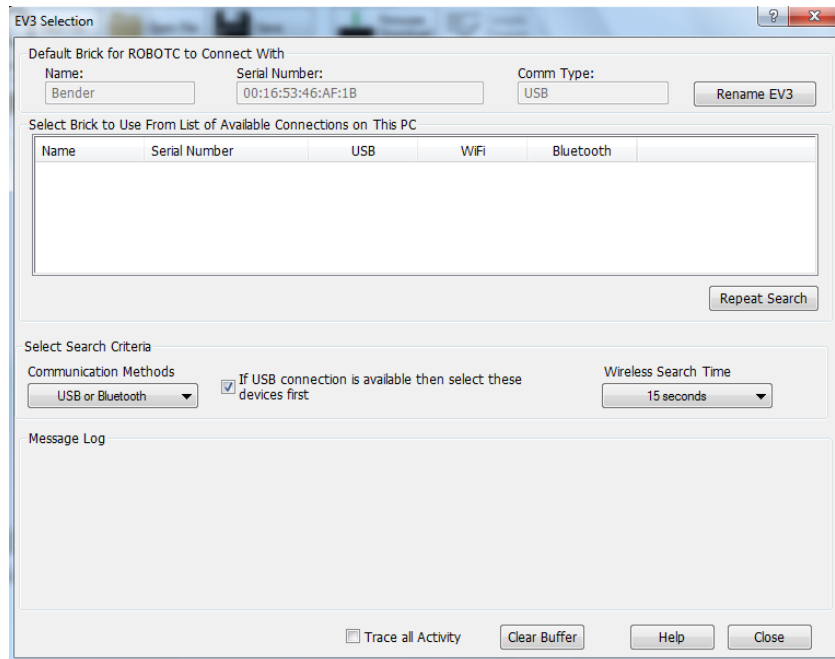 EV3 Selection
Default Brick for ROBOTC to Connect With
Name: Serial Number: Comm Type:
Bender 00:16:53:46:AF:1B USB Rename EV3
Select Brick to Use From List of Available Connections on This PC
Name Serial Number USB WiFi Bluetooth
Repeat Search
Select Search Criteria
Communication Methods Wireless Search Time
USB or Bluetooth If USB connection is available then select these 15 seconds
devices first
Message Log
Trace all Activity Clear Buffer Help Close